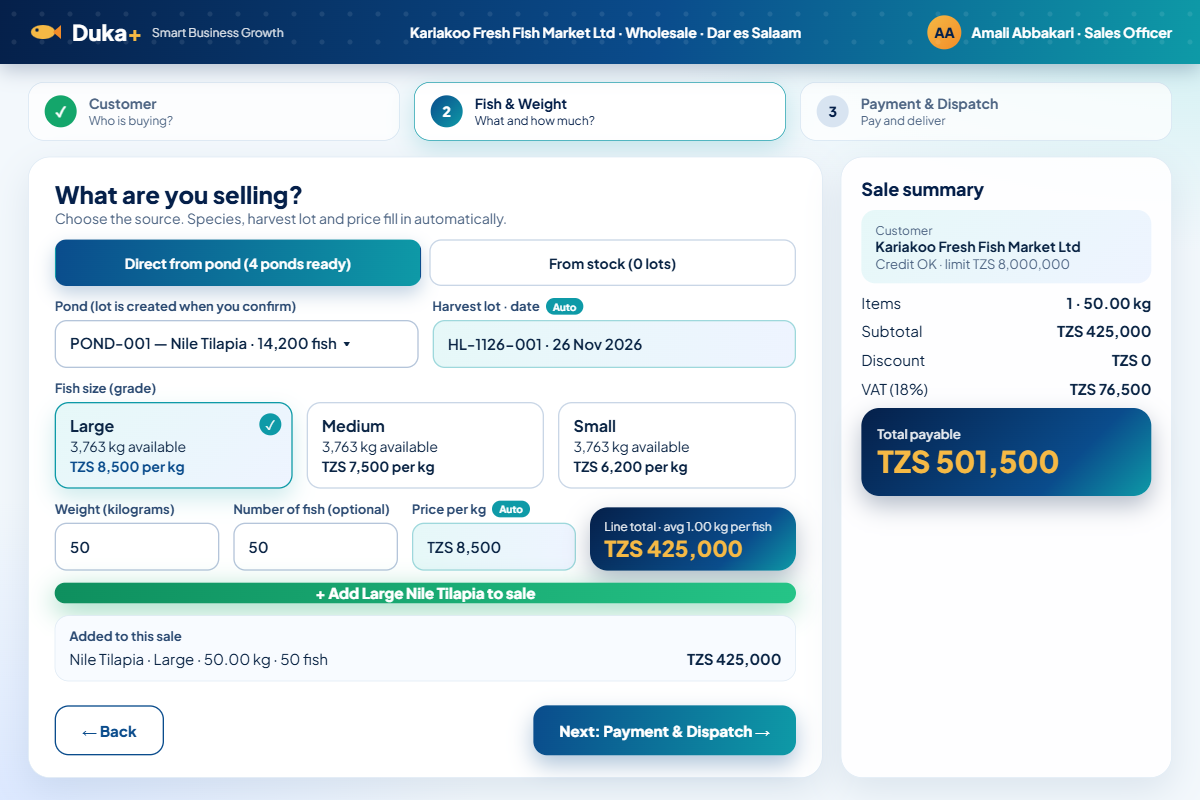 Duka+ Smart Business Growth
Kariakoo Fresh Fish Market Ltd · Wholesale · Dar es Salaam
AA Amali Abbakari · Sales Officer
✓ Customer
Who is buying?
2 Fish & Weight
What and how much?
3 Payment & Dispatch
Pay and deliver
What are you selling?
Choose the source. Species, harvest lot and price fill in automatically.
Direct from pond (4 ponds ready)
From stock (0 lots)
Pond (lot is created when you confirm)
POND-001 — Nile Tilapia · 14,200 fish ▾
Harvest lot · date Auto
HL-1126-001 · 26 Nov 2026
Fish size (grade)
Large ✓
3,763 kg available
TZS 8,500 per kg
Medium
3,763 kg available
TZS 7,500 per kg
Small
3,763 kg available
TZS 6,200 per kg
Weight (kilograms)
50
Number of fish (optional)
50
Price per kg Auto
TZS 8,500
Line total · avg 1.00 kg per fish
TZS 425,000
+ Add Large Nile Tilapia to sale
Added to this sale
Nile Tilapia · Large · 50.00 kg · 50 fish TZS 425,000
← Back
Next: Payment & Dispatch →
Sale summary
Customer
Kariakoo Fresh Fish Market Ltd
Credit OK · limit TZS 8,000,000
Items 1 · 50.00 kg
Subtotal TZS 425,000
Discount TZS 0
VAT (18%) TZS 76,500
Total payable
TZS 501,500